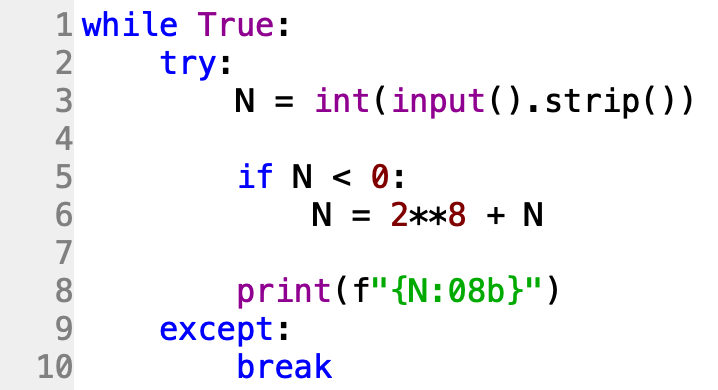 1 while True:
2     try:
3         N = int(input().strip())
4
5         if N < 0:
6             N = 2**8 + N
7
8         print(f"{N:08b}")
9     except:
10         break